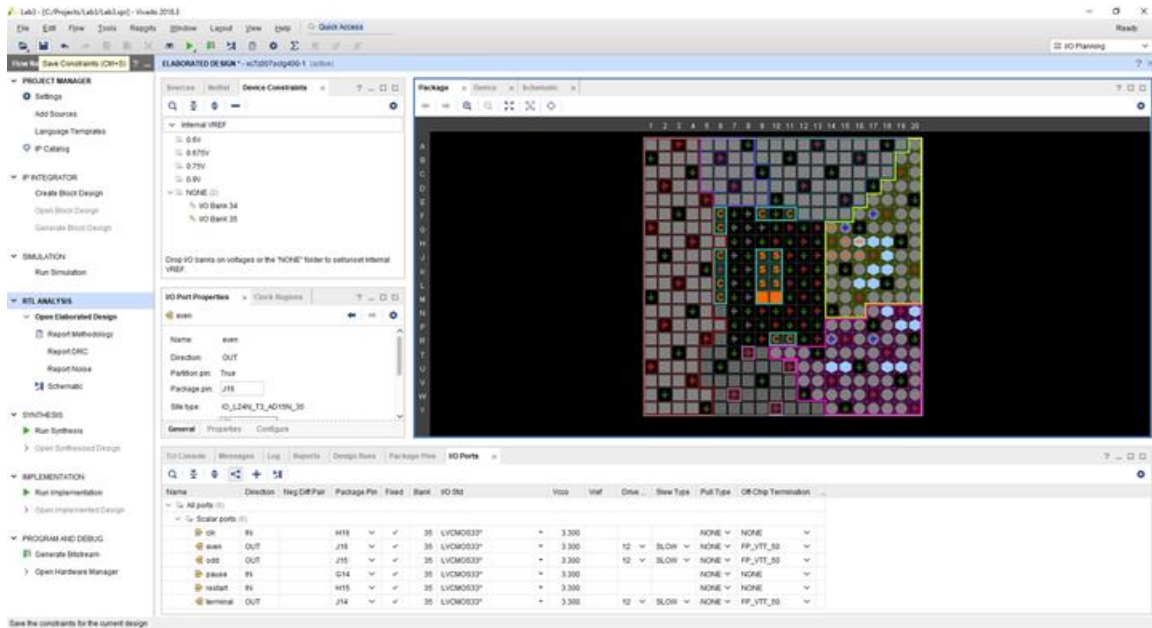 Lab3 - [C:/Projects/Lab3/Lab3.xpr] - Vivado 2018.3
File Edit Flow Tools Reports Window Layout View Help Quick Access
Ready
I/O Planning
Save Constraints (Ctrl+S)
ELABORATED DESIGN * - xc7z007sclg400-1 (active)
PROJECT MANAGER
Settings
Add Sources
Language Templates
IP Catalog
IP INTEGRATOR
Create Block Design
Open Block Design
Generate Block Design
SIMULATION
Run Simulation
RTL ANALYSIS
Open Elaborated Design
Report Methodology
Report DRC
Report Noise
Schematic
SYNTHESIS
Run Synthesis
Open Synthesized Design
IMPLEMENTATION
Run Implementation
Open Implemented Design
PROGRAM AND DEBUG
Generate Bitstream
Open Hardware Manager
Sources Netlist Device Constraints
Internal VREF
0.6V
0.675V
0.75V
0.9V
NONE (2)
I/O Bank 34
I/O Bank 35
Drop I/O banks on voltages or the "NONE" folder to set/unset Internal
VREF.
I/O Port Properties Clock Regions
even
Name: even
Direction: OUT
Partition pin: True
Package pin:
Site type: IO_L24N_T3_AD15N_35
General Properties Configure
Package Device Schematic
1 2 3 4 5 6 7 8 9 10 11 12 13 14 15 16 17 18 19 20
A
B
C
D
E
F
G
H
J
K
L
M
N
P
R
T
U
V
W
Y
Tcl Console Messages Log Reports Design Runs Package Pins I/O Ports
Name Direction Neg Diff Pair Package Pin Fixed Bank I/O Std Vcco Vref Drive... Slew Type Pull Type Off-Chip Termination
All ports (6)
Scalar ports (6)
clk IN H16 35 LVCMOS33* 3.300 NONE NONE
even OUT 35 LVCMOS33* 3.300 12 SLOW NONE FP_VTT_50
odd OUT J15 35 LVCMOS33* 3.300 12 SLOW NONE FP_VTT_50
pause IN G14 35 LVCMOS33* 3.300 NONE NONE
restart IN H15 35 LVCMOS33* 3.300 NONE NONE
terminal OUT J14 35 LVCMOS33* 3.300 12 SLOW NONE FP_VTT_50
Save the constraints for the current design